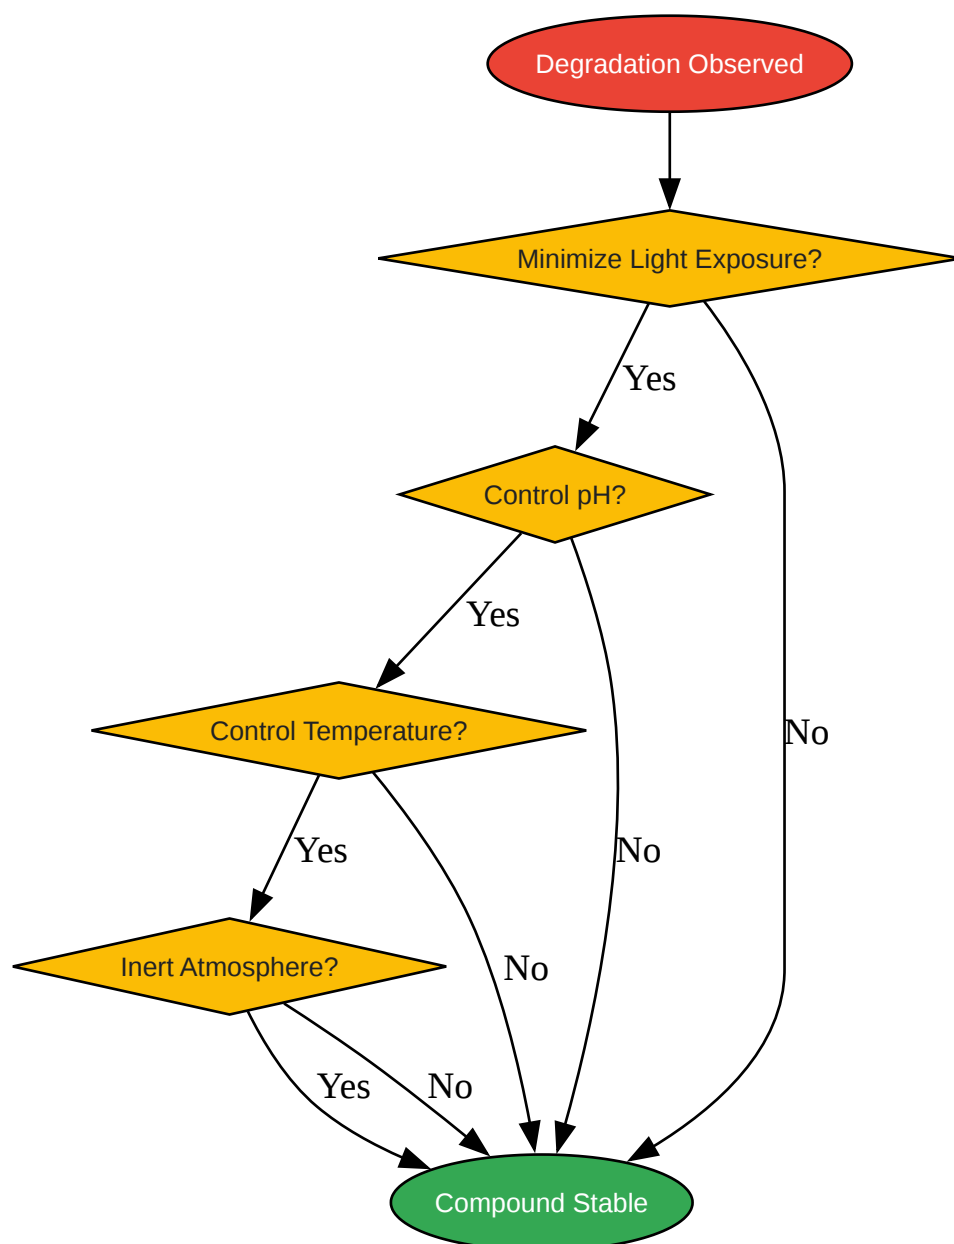 Degradation Observed
Minimize Light Exposure?
Yes
Control pH?
Yes
Control Temperature?
No
Yes
No
Inert Atmosphere?
No
Yes
No
Compound Stable